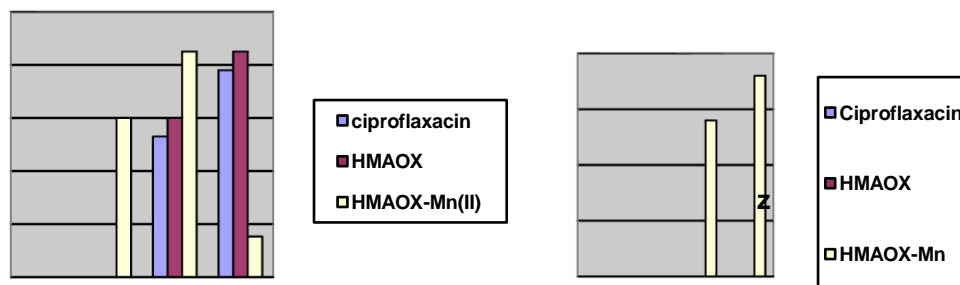 ciproflaxacin
HMAOX
HMAOX-Mn(II)
z
Ciproflaxacin
HMAOX
HMAOX-Mn